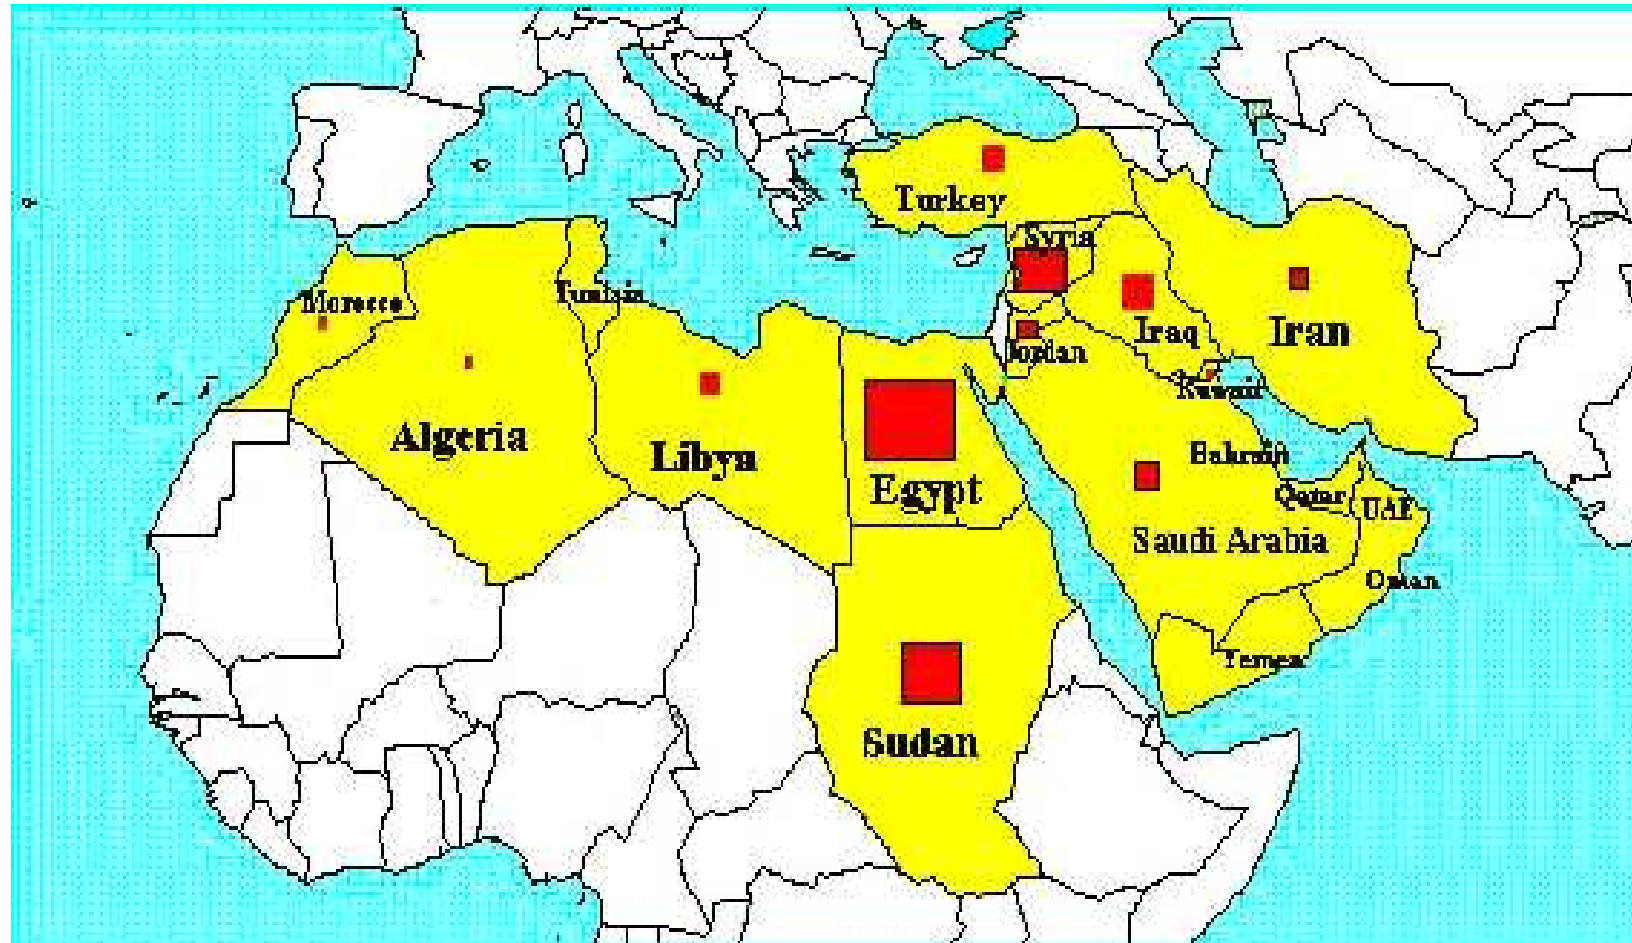 Turkey
Syria
Morocco
Tunisia
Iraq
Iran
Jordan
Kuwait
Algeria
Libya
Bahrain
Egypt
Qatar
UAE
Saudi Arabia
Oman
Yemen
Sudan